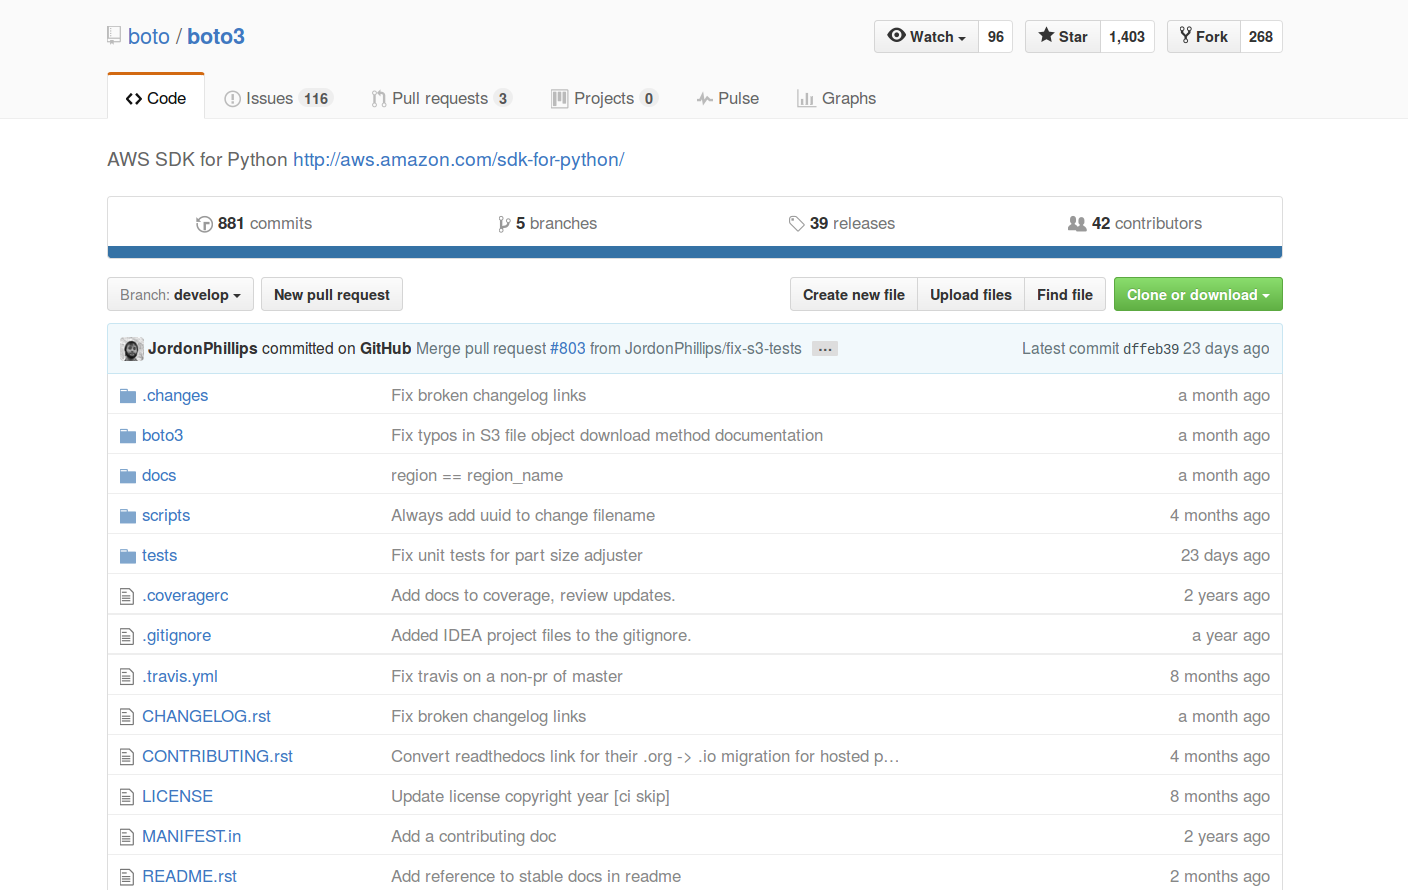 boto / boto3 Watch 96 Star 1,403 Fork 268
Code Issues 116 Pull requests 3 Projects 0 Pulse Graphs
AWS SDK for Python http://aws.amazon.com/sdk-for-python/
881 commits 5 branches 39 releases 42 contributors
Branch: develop New pull request Create new file Upload files Find file Clone or download
JordonPhillips committed on GitHub Merge pull request #803 from JordonPhillips/fix-s3-tests ... Latest commit dffeb39 23 days ago
.changes Fix broken changelog links a month ago
boto3 Fix typos in S3 file object download method documentation a month ago
docs region == region_name a month ago
scripts Always add uuid to change filename 4 months ago
tests Fix unit tests for part size adjuster 23 days ago
.coveragerc Add docs to coverage, review updates. 2 years ago
.gitignore Added IDEA project files to the gitignore. a year ago
.travis.yml Fix travis on a non-pr of master 8 months ago
CHANGELOG.rst Fix broken changelog links a month ago
CONTRIBUTING.rst Convert readthedocs link for their .org -> .io migration for hosted p… 4 months ago
LICENSE Update license copyright year [ci skip] 8 months ago
MANIFEST.in Add a contributing doc 2 years ago
README.rst Add reference to stable docs in readme 2 months ago